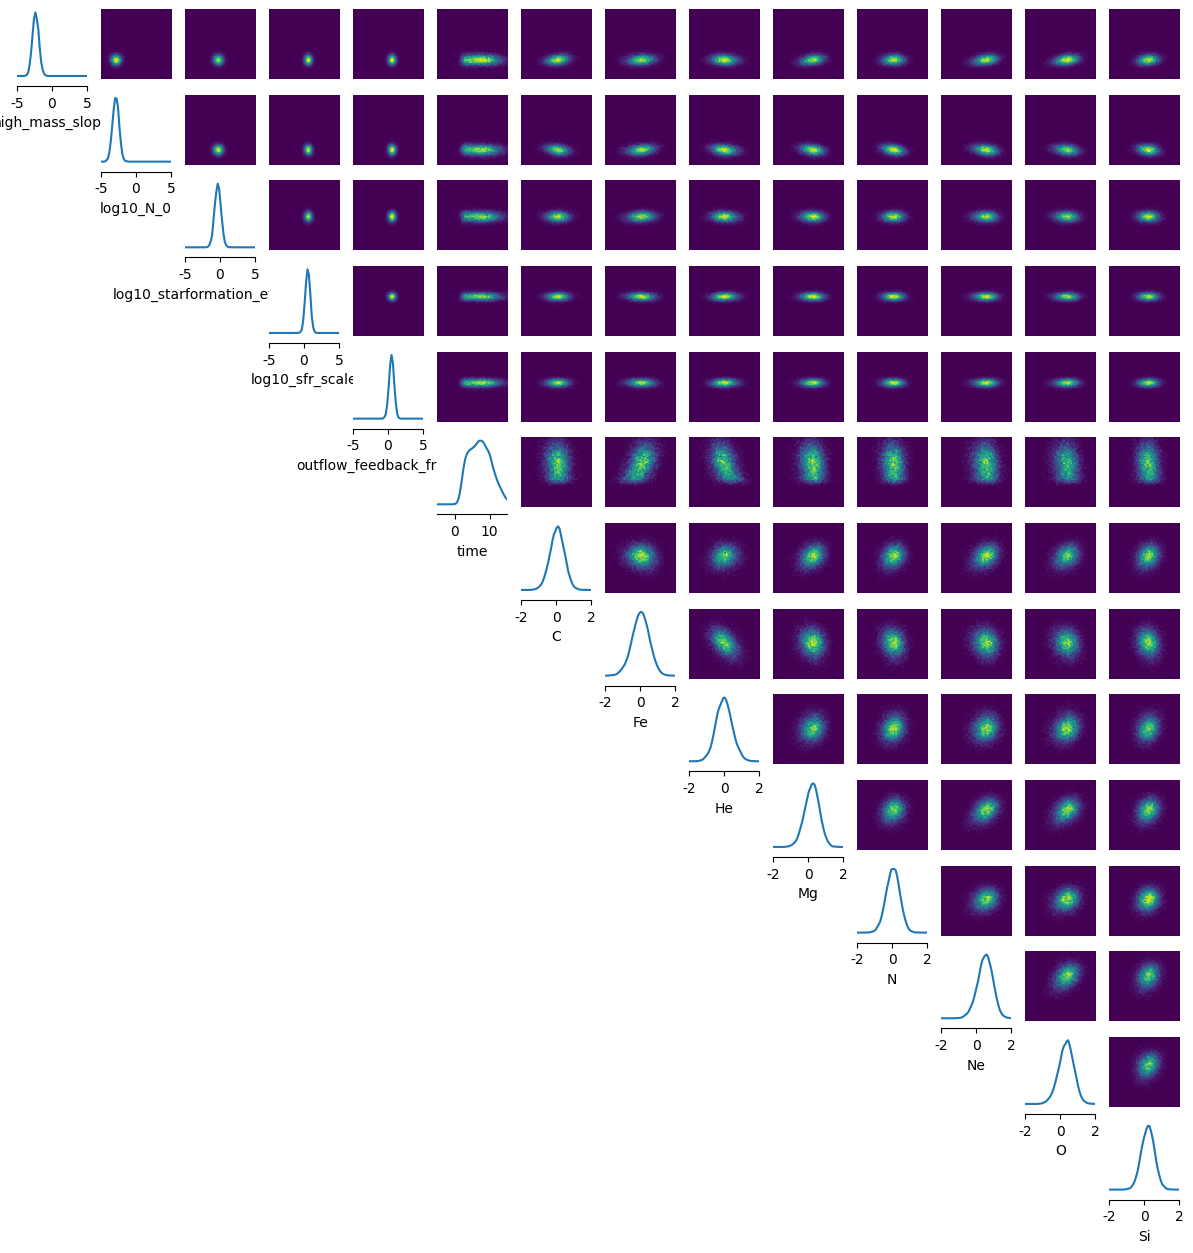 -5 0 5
high_mass_slop
-5 0 5
log10_N_0
-5 0 5
log10_starformation_e
-5 0 5
log10_sfr_scale
-5 0 5
outflow_feedback_fr
0 10
time
-2 0 2
C
-2 0 2
Fe
-2 0 2
He
-2 0 2
Mg
-2 0 2
N
-2 0 2
Ne
-2 0 2
O
-2 0 2
Si